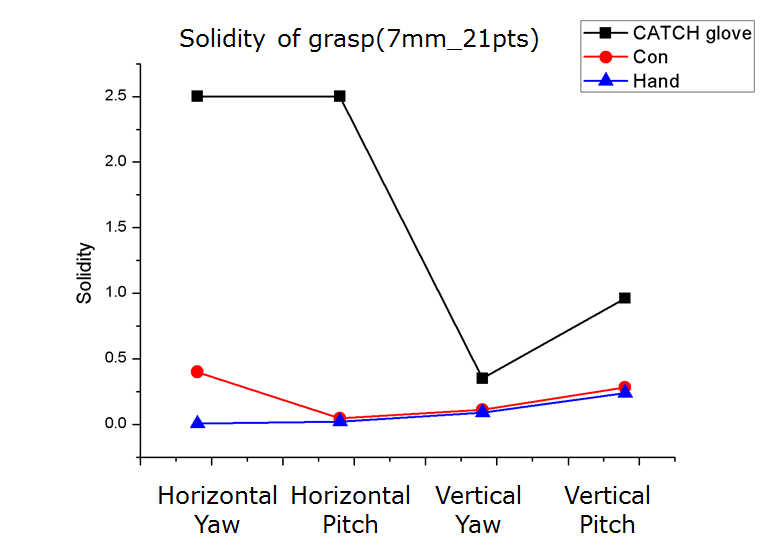 Solidity of grasp(7mm_21pts)
CATCH glove
Con
Hand
2.5
2.0
1.5
1.0
0.5
0.0
Solidity
Horizontal Yaw
Horizontal Pitch
Vertical Yaw
Vertical Pitch